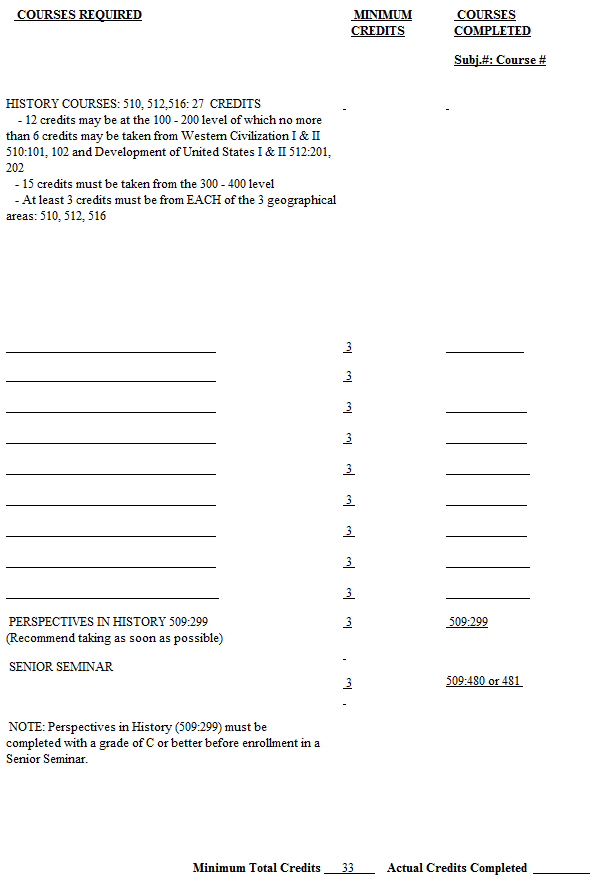 COURSES REQUIRED MINIMUM COURSES
CREDITS COMPLETED
Subj.#: Course #
HISTORY COURSES: 510, 512,516: 27 CREDITS
- 12 credits may be at the 100 - 200 level of which no more
than 6 credits may be taken from Western Civilization I & II
510:101, 102 and Development of United States I & II 512:201,
202
- 15 credits must be taken from the 300 - 400 level
- At least 3 credits must be from EACH of the 3 geographical
areas: 510, 512, 516
3
3
3
3
3
3
3
3
3
PERSPECTIVES IN HISTORY 509:299 3 509:299
(Recommend taking as soon as possible)
SENIOR SEMINAR
3 509:480 or 481
NOTE: Perspectives in History (509:299) must be
completed with a grade of C or better before enrollment in a
Senior Seminar.
Minimum Total Credits 33 Actual Credits Completed